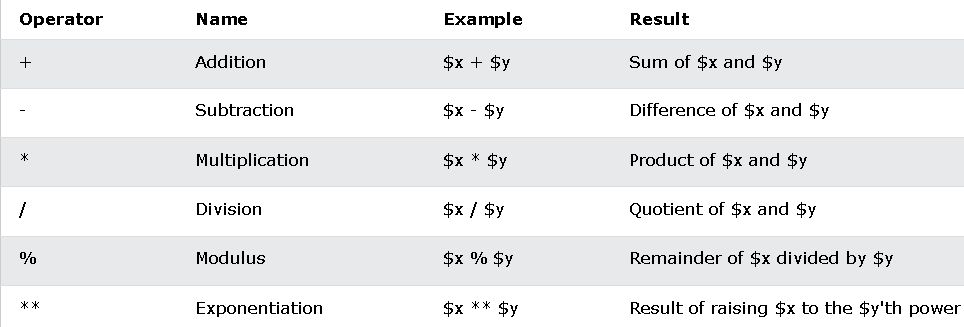 Operator Name Example Result
+ Addition $x + $y Sum of $x and $y
- Subtraction $x - $y Difference of $x and $y
* Multiplication $x * $y Product of $x and $y
/ Division $x / $y Quotient of $x and $y
% Modulus $x % $y Remainder of $x divided by $y
** Exponentiation $x ** $y Result of raising $x to the $y'th power